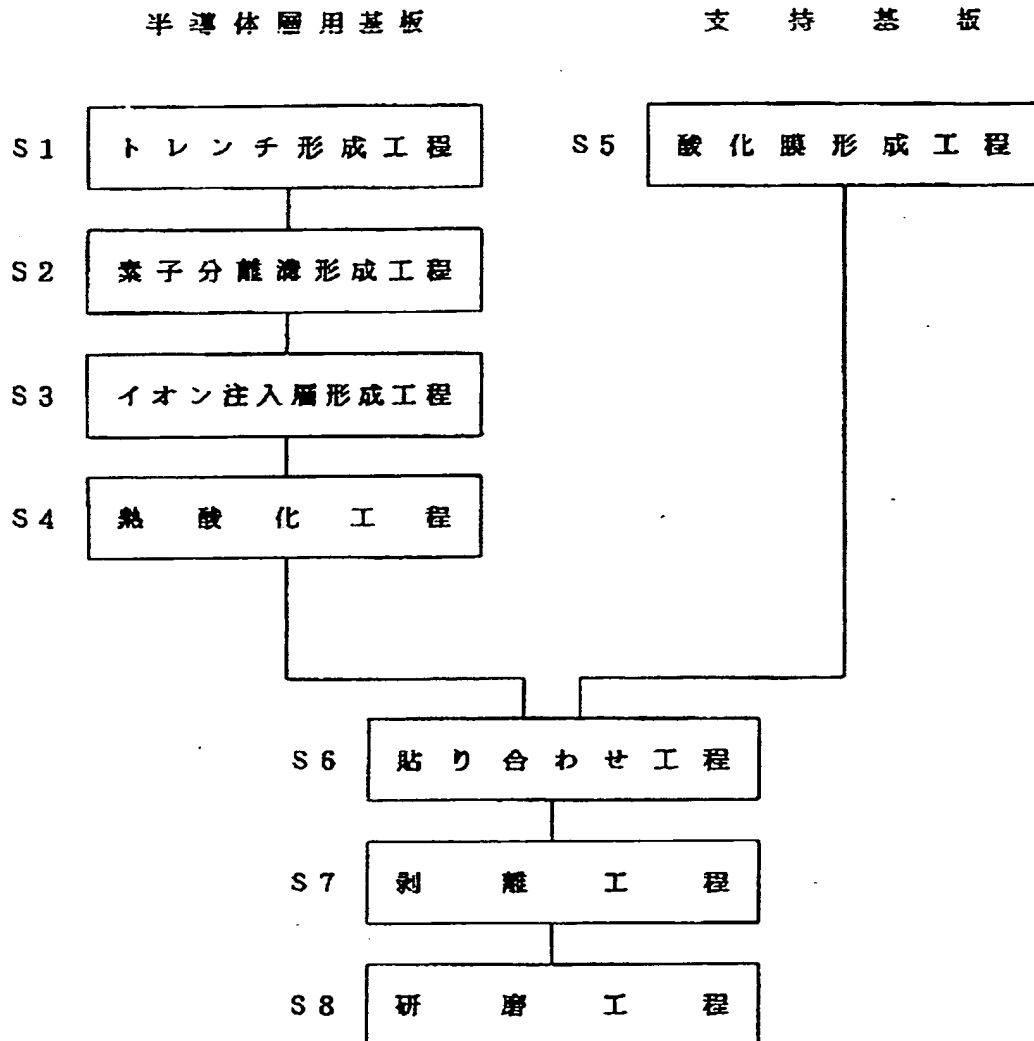 半導体層用基板
支持基板
S1 トレンチ形成工程
S5 酸化膜形成工程
S2 素子分離溝形成工程
S3 イオン注入層形成工程
S4 熱酸化工程
S6 貼り合わせ工程
S7 剥離工程
S8 研磨工程